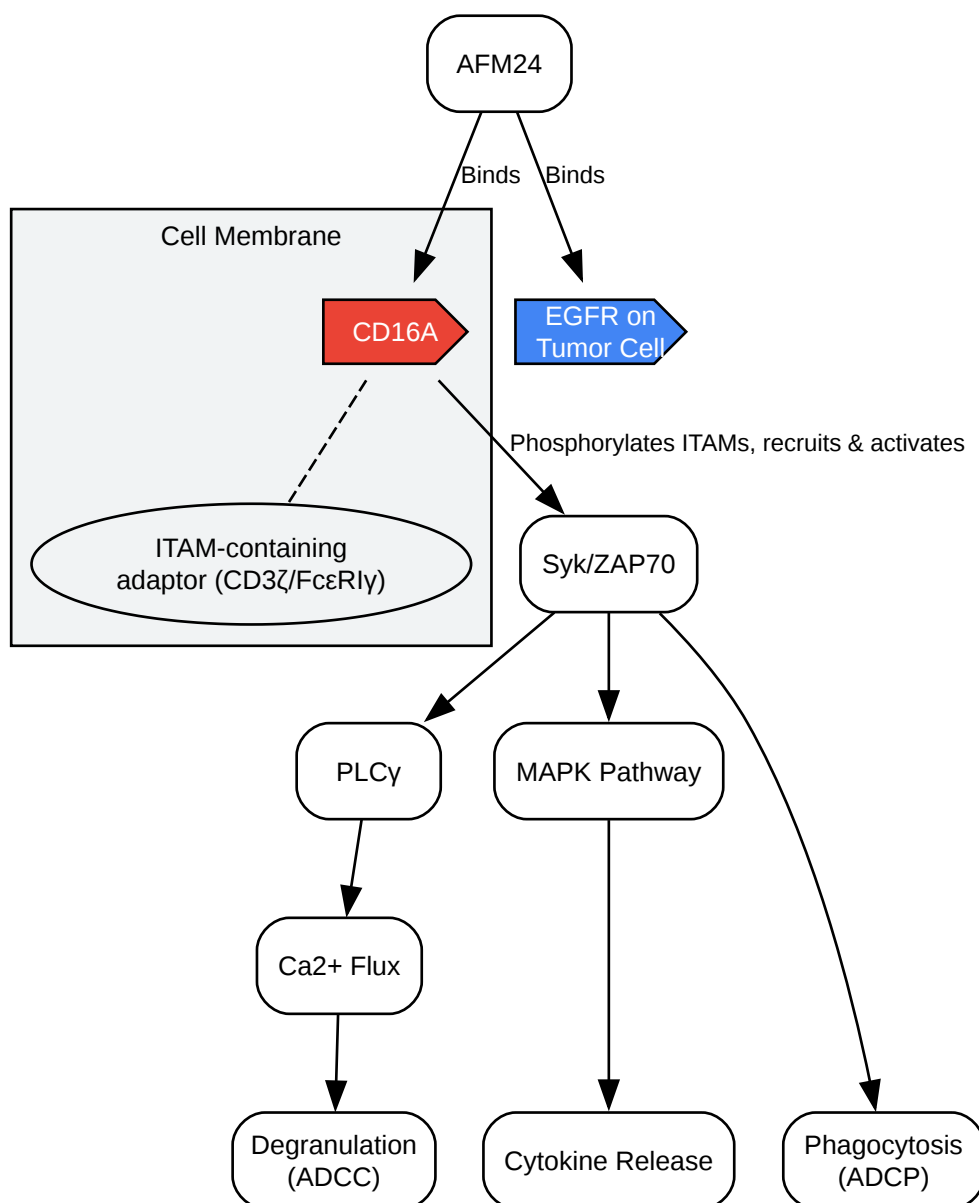 AFM24
Binds
Binds
Cell Membrane
CD16A
EGFR on
Tumor Cell
Phosphorylates ITAMs, recruits & activates
ITAM-containing
adaptor (CD3ζ/FcεRIγ)
Syk/ZAP70
PLCγ
MAPK Pathway
Ca2+ Flux
Degranulation
(ADCC)
Cytokine Release
Phagocytosis
(ADCP)